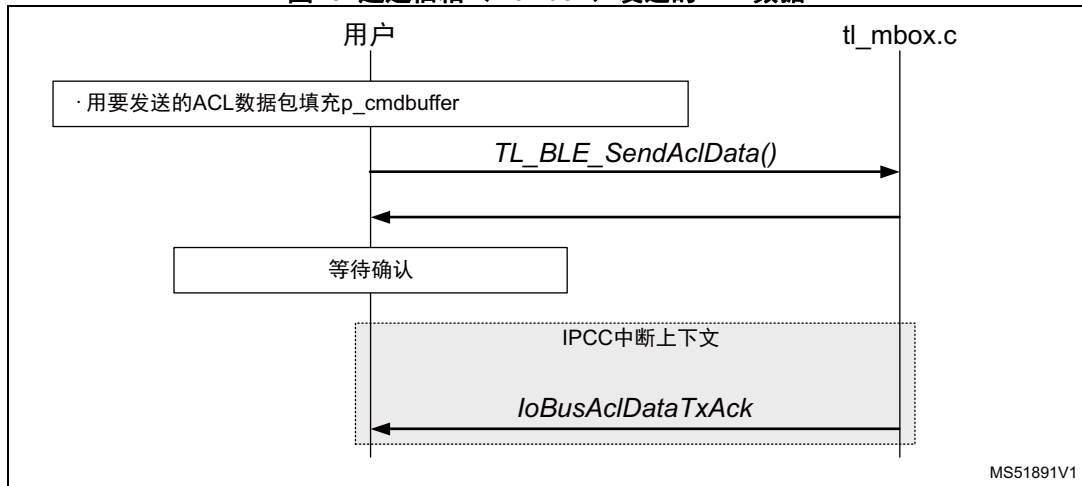 用户
tl_mbox.c
· 用要发送的ACL数据包填充p_cmdbuffer
TL_BLE_SendAclData()
等待确认
IPCC中断上下文
IoBusAclDataTxAck
MS51891V1